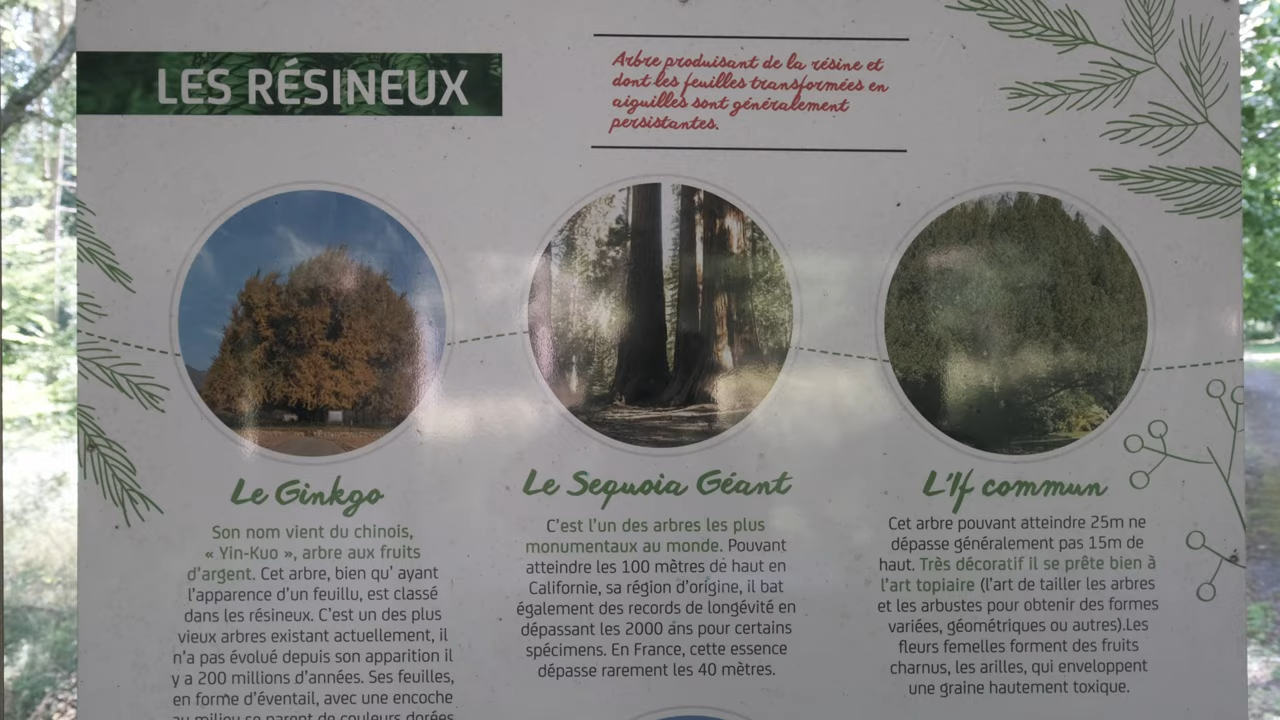 LES RÉSINEUX
Arbre produisant de la résine et
dont les feuilles transformées en
aiguilles sont généralement
persistantes.
Le Ginkgo
Son nom vient du chinois,
« Yin-Kuo », arbre aux fruits
d'argent. Cet arbre, bien qu' ayant
l'apparence d'un feuillu, est classé
dans les résineux. C'est un des plus
vieux arbres existant actuellement, il
n'a pas évolué depuis son apparition il
y a 200 millions d'années. Ses feuilles,
en forme d'éventail, avec une encoche
au milieu se parent de couleurs dorées
Le Sequoia Géant
C'est l'un des arbres les plus
monumentaux au monde. Pouvant
atteindre les 100 mètres de haut en
Californie, sa région d'origine, il bat
également des records de longévité en
dépassant les 2000 ans pour certains
spécimens. En France, cette essence
dépasse rarement les 40 mètres.
L'If commun
Cet arbre pouvant atteindre 25m ne
dépasse généralement pas 15m de
haut. Très décoratif il se prête bien à
l'art topiaire (l'art de tailler les arbres
et les arbustes pour obtenir des formes
variées, géométriques ou autres).Les
fleurs femelles forment des fruits
charnus, les arilles, qui enveloppent
une graine hautement toxique.